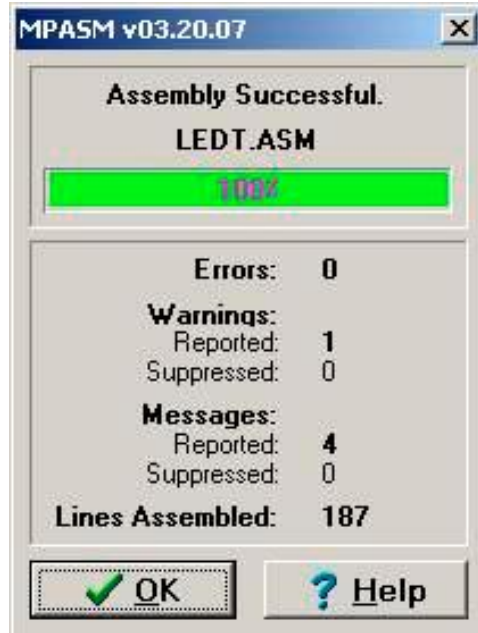 MPASM v03.20.07
Assembly Successful.
LEDT.ASM
100%
Errors: 0
Warnings:
Reported: 1
Suppressed: 0
Messages:
Reported: 4
Suppressed: 0
Lines Assembled: 187
OK
Help